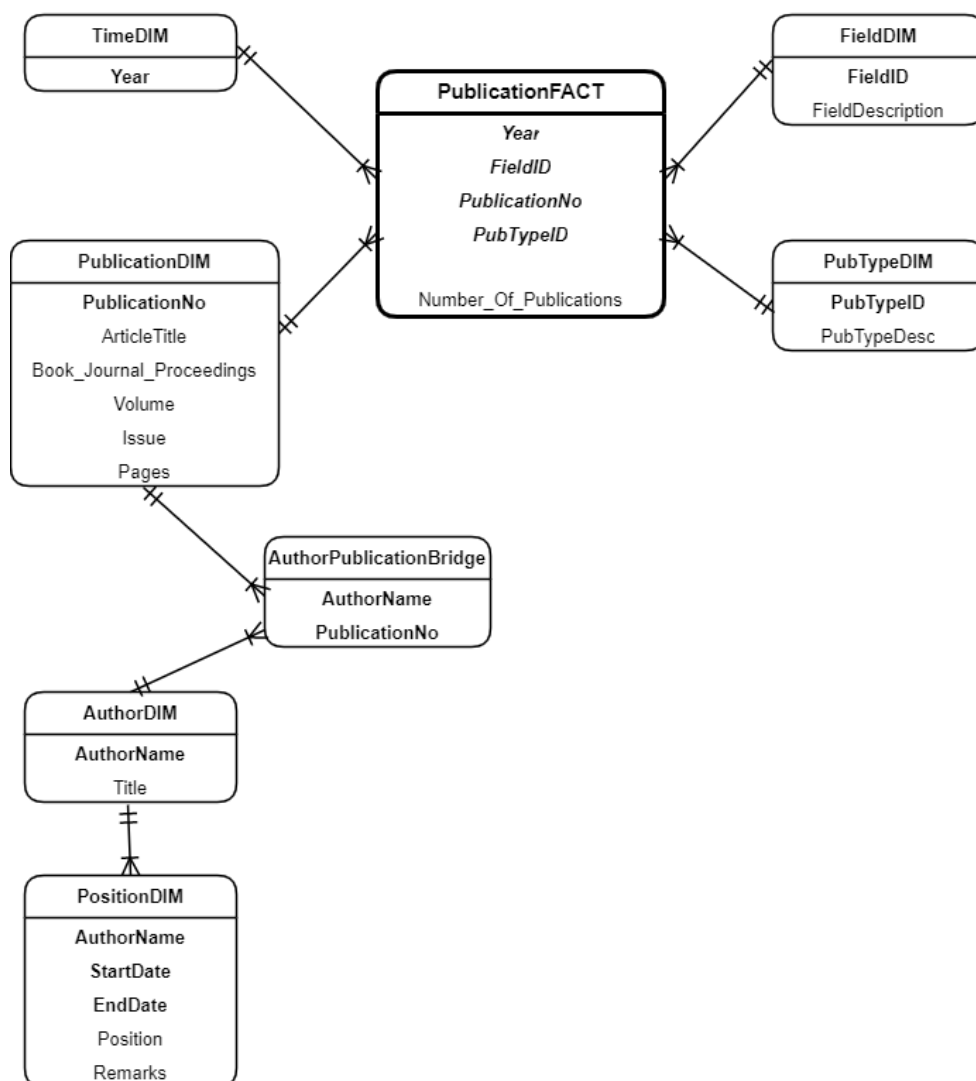 TimeDIM
Year
PublicationFACT
Year
FieldID
PublicationNo
PubTypeID
Number_Of_Publications
FieldDIM
FieldID
FieldDescription
PublicationDIM
PublicationNo
ArticleTitle
Book_Journal_Proceedings
Volume
Issue
Pages
PubTypeDIM
PubTypeID
PubTypeDesc
AuthorPublicationBridge
AuthorName
PublicationNo
AuthorDIM
AuthorName
Title
PositionDIM
AuthorName
StartDate
EndDate
Position
Remarks